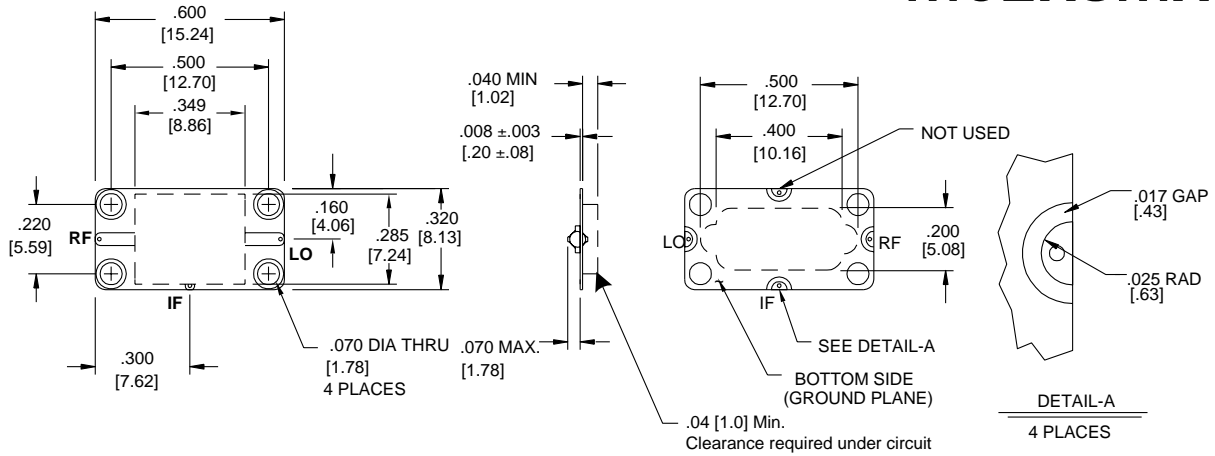 .600
[15.24]
.500
[12.70]
.349
[8.86]
.220
[5.59]
RF
.160
[4.06]
.285
[7.24]
.320
[8.13]
LO
IF
.300
[7.62]
.070 DIA THRU
[1.78]
4 PLACES
.040 MIN
[1.02]
.008 ±.003
[.20 ±.08]
.070 MAX.
[1.78]
.04 [1.0] Min.
Clearance required under circuit
.500
[12.70]
.400
[10.16]
NOT USED
LO
RF
.200
[5.08]
IF
SEE DETAIL-A
BOTTOM SIDE
(GROUND PLANE)
.017 GAP
[.43]
.025 RAD
[.63]
DETAIL-A
4 PLACES